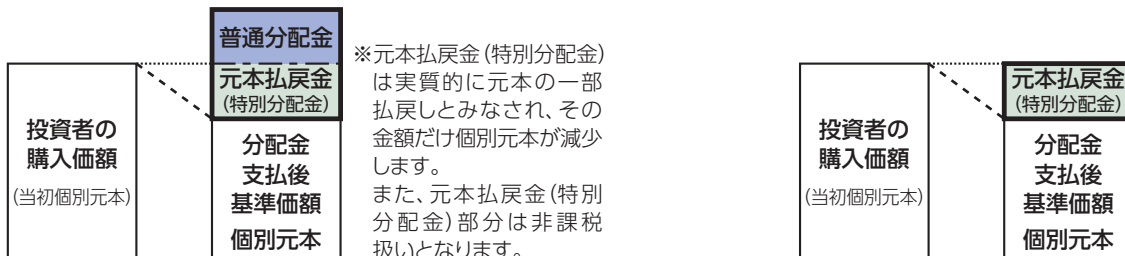 普通分配金
元本払戻金
(特別分配金)
投資者の
購入価額
(当初個別元本)
分配金
支払後
基準価額
個別元本
※元本払戻金(特別分配金)
は実質的に元本の一部
払戻しとみなされ、その
金額だけ個別元本が減少
します。
また、元本払戻金(特別
分配金)部分は非課税
扱いとなります。
元本払戻金
(特別分配金)
投資者の
購入価額
(当初個別元本)
分配金
支払後
基準価額
個別元本